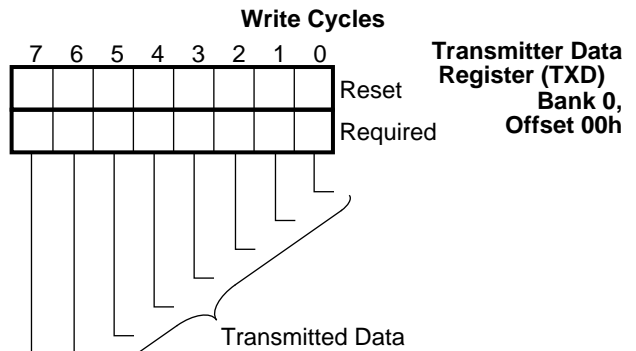 Write Cycles
7 6 5 4 3 2 1 0
Reset
Required
Transmitter Data
Register (TXD)
Bank 0,
Offset 00h
Transmitted Data